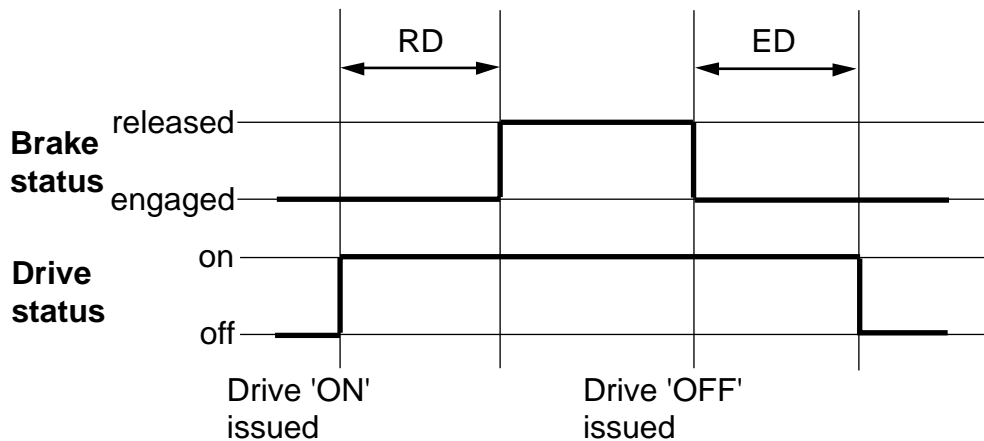 RD
ED
released
Brake
status
engaged
on
Drive
status
off
Drive 'ON'
issued
Drive 'OFF'
issued